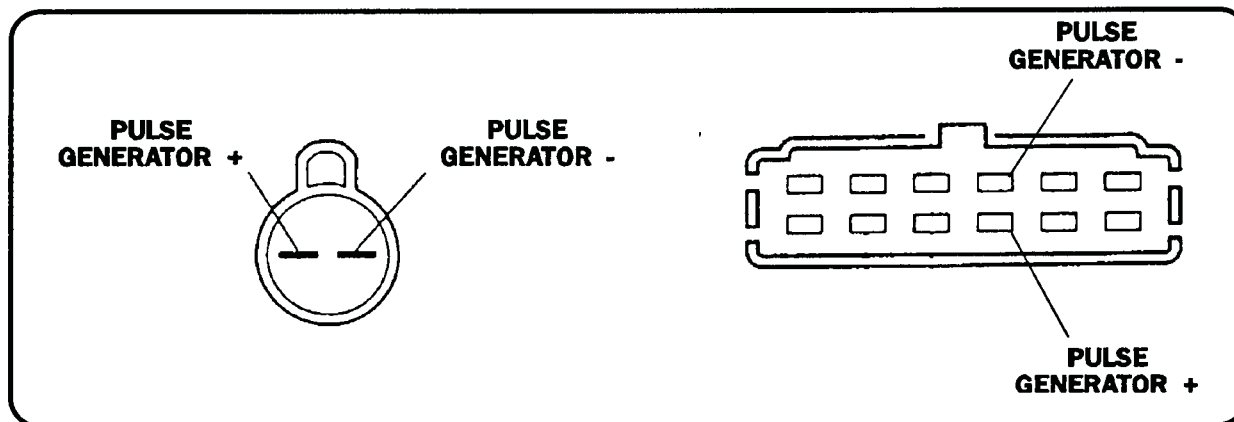 PULSE
GENERATOR +
PULSE
GENERATOR -
PULSE
GENERATOR -
PULSE
GENERATOR +